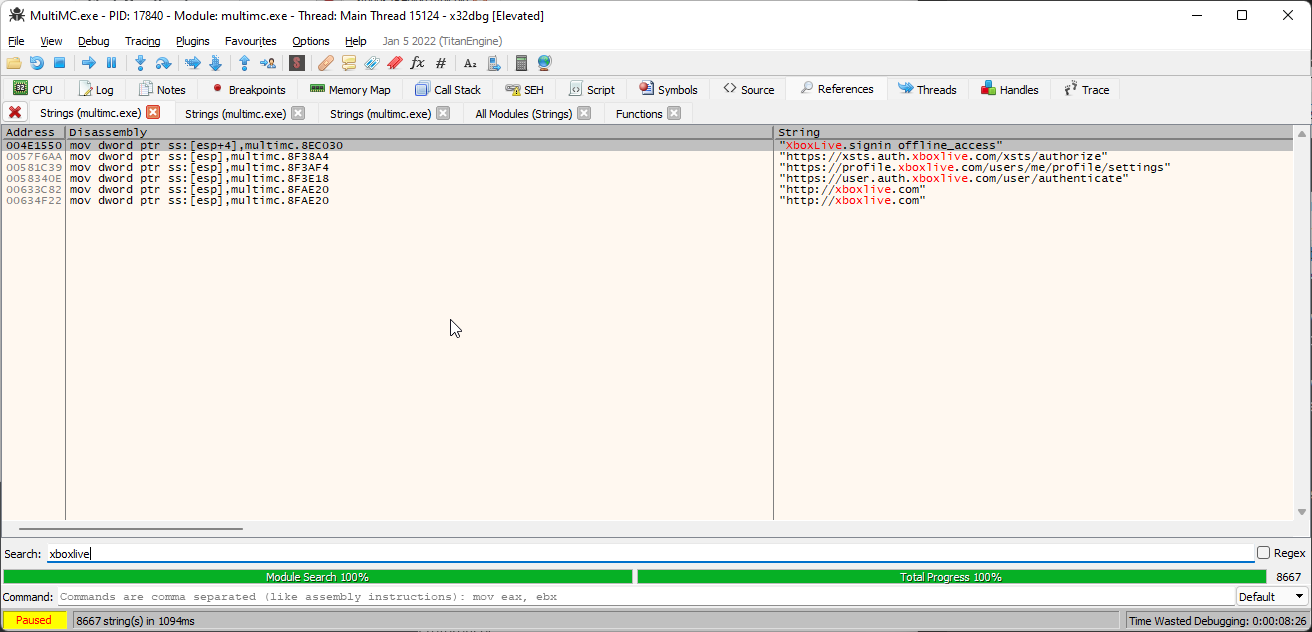 MultiMC.exe - PID: 17840 - Module: multimc.exe - Thread: Main Thread 15124 - x32dbg [Elevated]
File View Debug Tracing Plugins Favourites Options Help Jan 5 2022 (TitanEngine)
CPU Log Notes Breakpoints Memory Map Call Stack SEH Script Symbols Source References Threads Handles Trace
Strings (multimc.exe) Strings (multimc.exe) Strings (multimc.exe) All Modules (Strings) Functions
Address Disassembly String
004E1550 mov dword ptr ss:[esp+4],multimc.8EC030 "XboxLive.signin offline_access"
0057F6AA mov dword ptr ss:[esp],multimc.8F38A4 "https://xsts.auth.xboxlive.com/xsts/authorize"
00581C39 mov dword ptr ss:[esp],multimc.8F3AF4 "https://profile.xboxlive.com/users/me/profile/settings"
0058340E mov dword ptr ss:[esp],multimc.8F3E18 "https://user.auth.xboxlive.com/user/authenticate"
00633C82 mov dword ptr ss:[esp],multimc.8FAE20 "http://xboxlive.com"
00634F22 mov dword ptr ss:[esp],multimc.8FAE20 "http://xboxlive.com"
Search: xboxlive Regex
Module Search 100% Total Progress 100% 8667
Command: Commands are comma separated (like assembly instructions): mov eax, ebx Default
Paused 8667 string(s) in 1094ms Time Wasted Debugging: 0:00:08:26